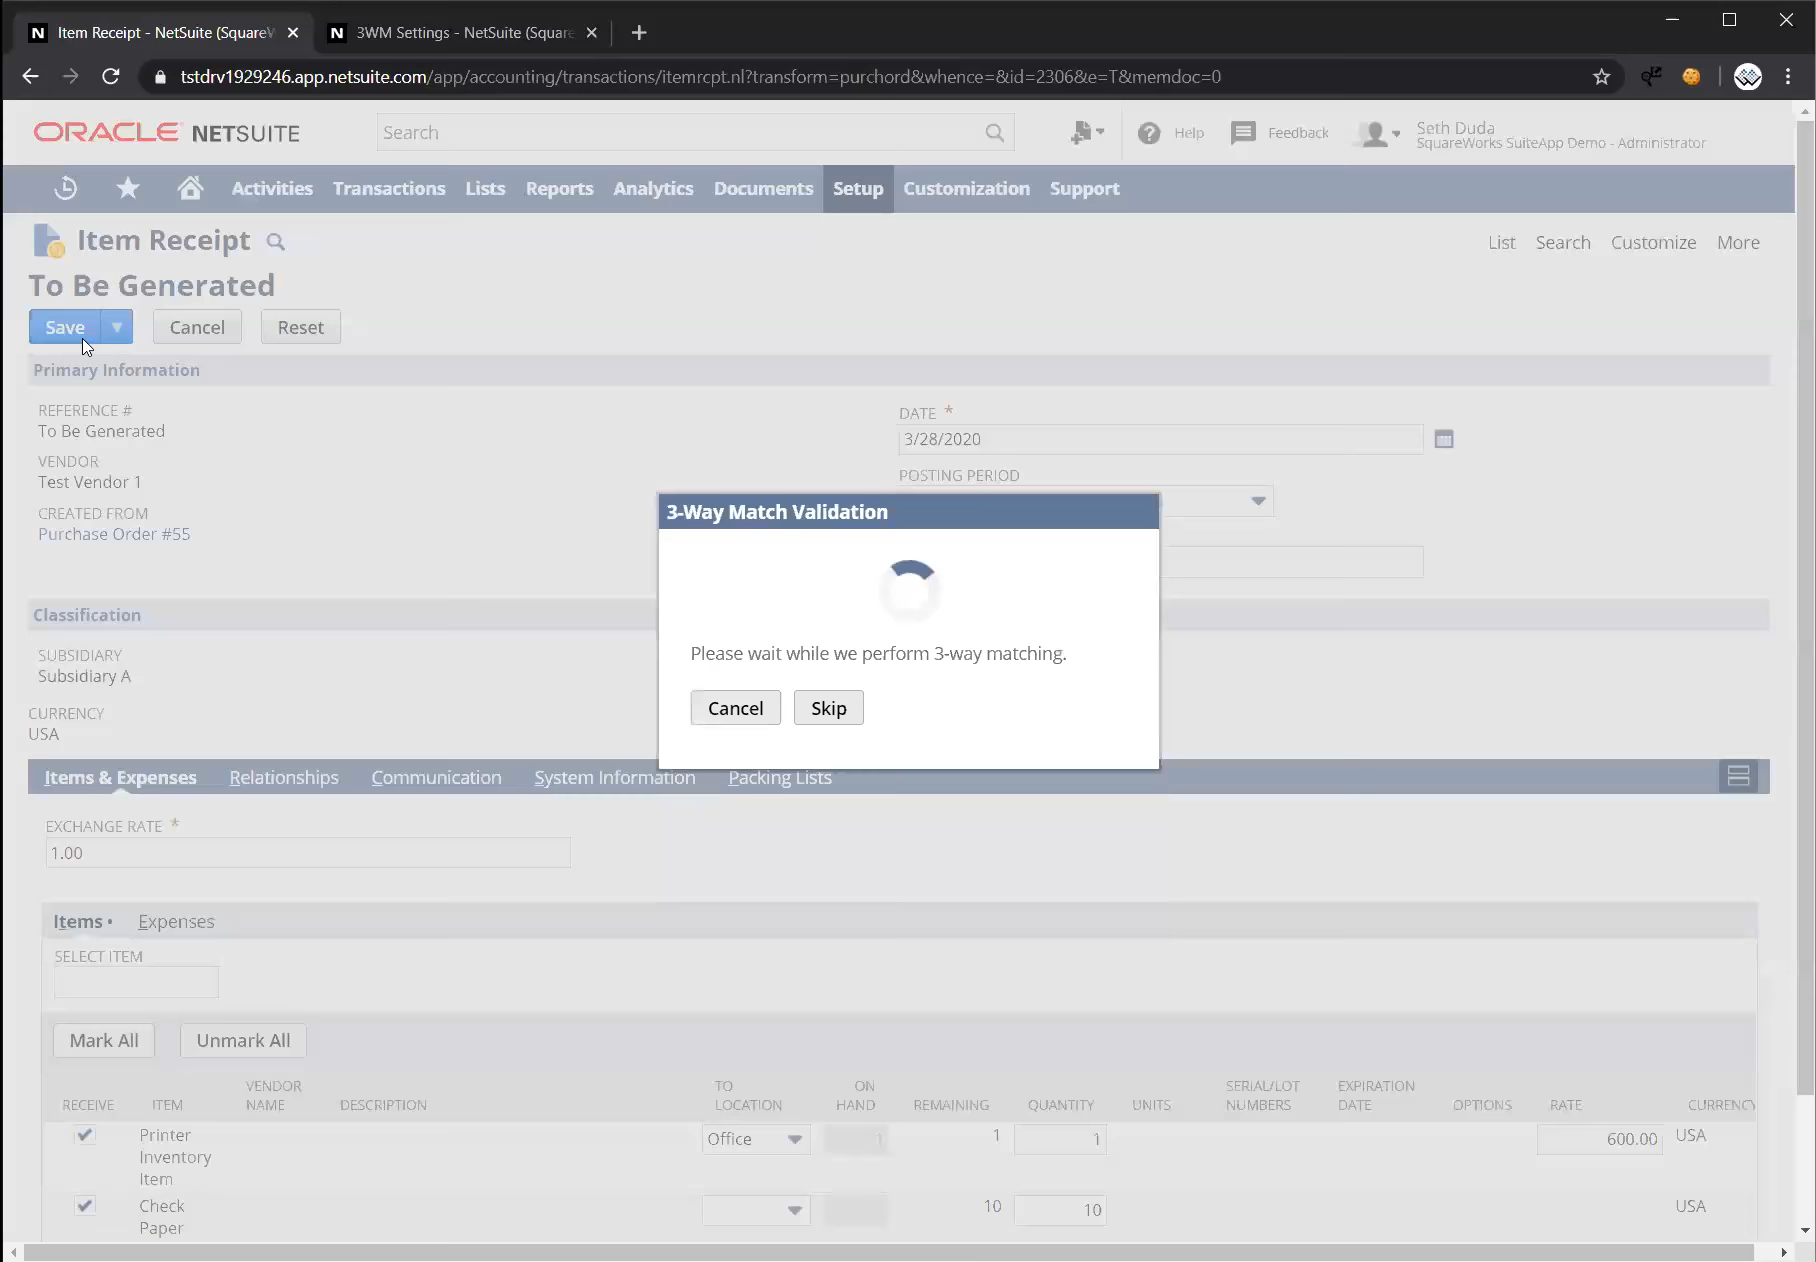 Item Receipt - NetSuite (SquareW
3WM Settings - NetSuite (Square
tstdrv1929246.app.netsuite.com/app/accounting/transactions/itemrcpt.nl?transform=purchord&whence=&id=2306&e=T&memdoc=0
ORACLE NETSUITE
Search
Help
Feedback
Seth Duda
SquareWorks SuiteApp Demo - Administrator
Activities Transactions Lists Reports Analytics Documents Setup Customization Support
Item Receipt
List Search Customize More
To Be Generated
Save Cancel Reset
Primary Information
REFERENCE #
To Be Generated
VENDOR
Test Vendor 1
CREATED FROM
Purchase Order #55
DATE *
3/28/2020
POSTING PERIOD
3-Way Match Validation
Please wait while we perform 3-way matching.
Cancel Skip
Classification
SUBSIDIARY
Subsidiary A
CURRENCY
USA
Items & Expenses Relationships Communication System Information Packing Lists
EXCHANGE RATE *
1.00
Items • Expenses
SELECT ITEM
Mark All Unmark All
RECEIVE ITEM VENDOR NAME DESCRIPTION TO LOCATION ON HAND REMAINING QUANTITY UNITS SERIAL/LOT NUMBERS EXPIRATION DATE OPTIONS RATE CURRENCY
Printer Inventory Item Office 1 1 1 600.00 USA
Check Paper 10 10 USA